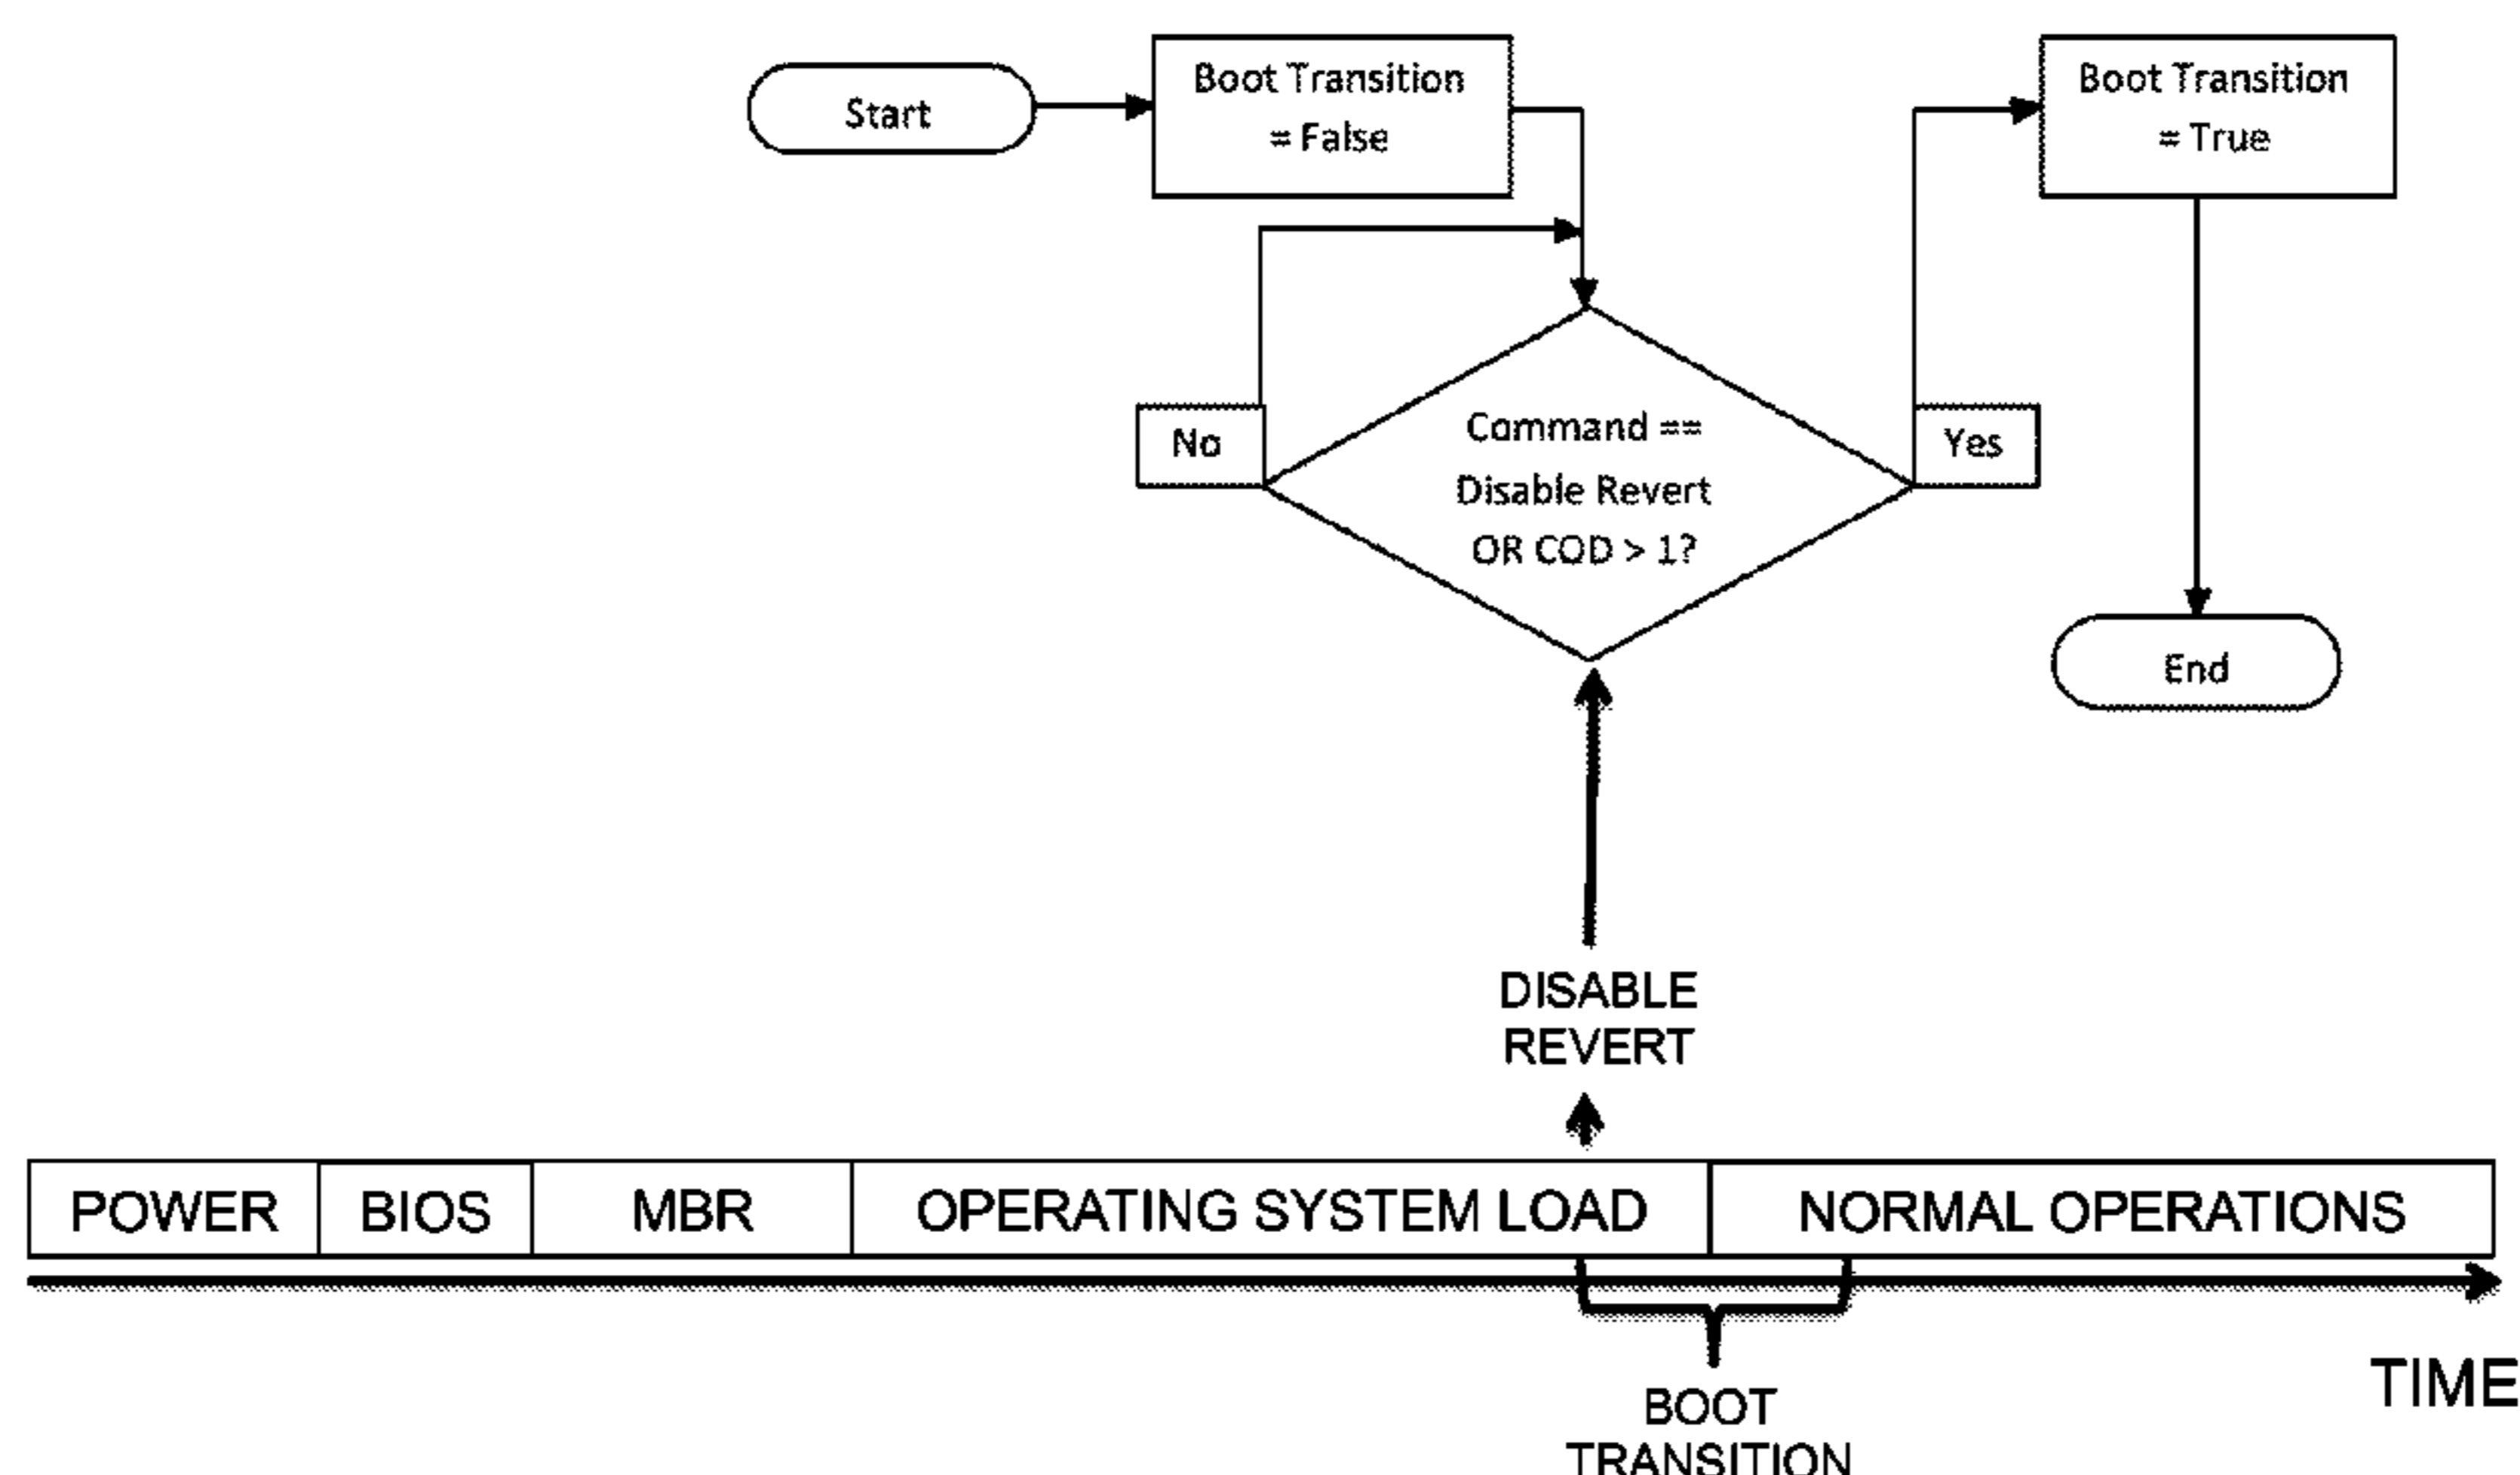 Start
Boot Transition
= False
Boot Transition
= True
No
Command ==
Disable Revert
OR COD > 1?
Yes
End
DISABLE
REVERT
POWER
BIOS
MBR
OPERATING SYSTEM LOAD
NORMAL OPERATIONS
TIME
BOOT
TRANSITION